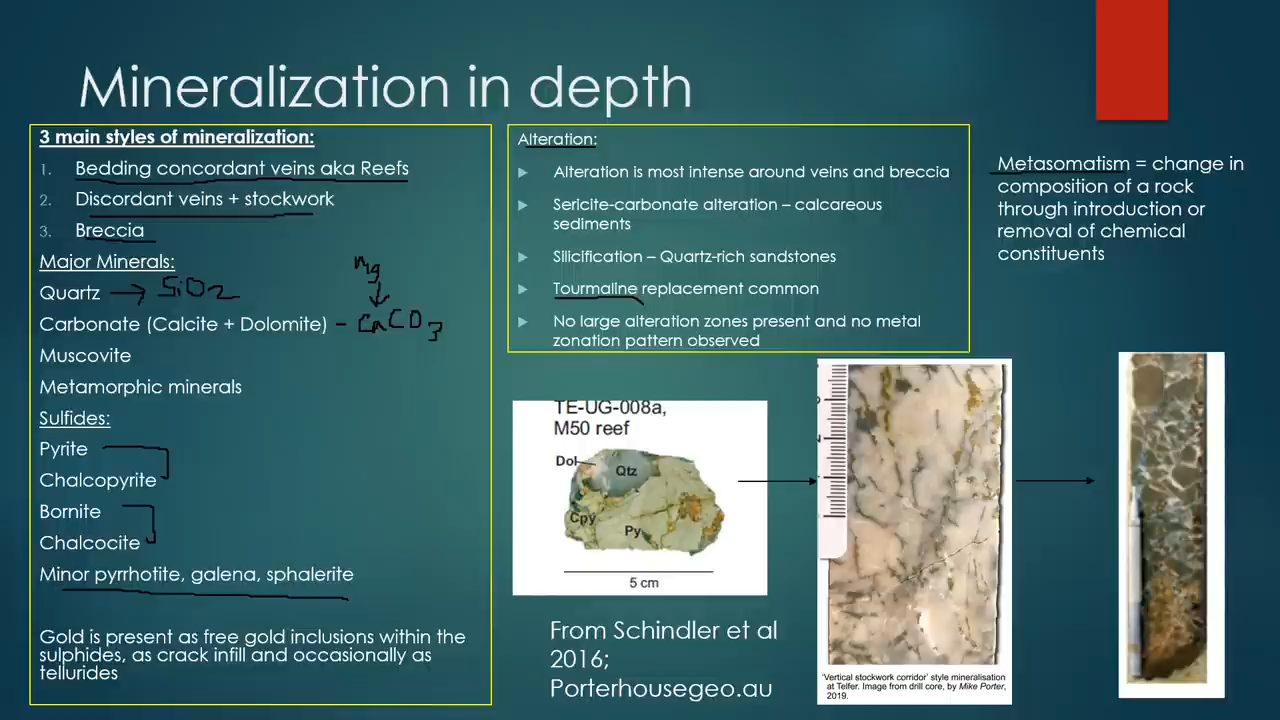 Mineralization in depth
3 main styles of mineralization:
1. Bedding concordant veins aka Reefs
2. Discordant veins + stockwork
3. Breccia
Major Minerals:
Quartz → SiO2
Mg
Carbonate (Calcite + Dolomite) – CaCO3
Muscovite
Metamorphic minerals
Sulfides:
Pyrite
Chalcopyrite
Bornite
Chalcocite
Minor pyrrhotite, galena, sphalerite
Gold is present as free gold inclusions within the
sulphides, as crack infill and occasionally as
tellurides
Alteration:
Alteration is most intense around veins and breccia
Sericite-carbonate alteration – calcareous
sediments
Silicification – Quartz-rich sandstones
Tourmaline replacement common
No large alteration zones present and no metal
zonation pattern observed
Metasomatism = change in
composition of a rock
through introduction or
removal of chemical
constituents
TE-UG-008a,
M50 reef
Dol
Qtz
Cpy
Py
5 cm
From Schindler et al
2016;
Porterhousegeo.au
'Vertical stockwork corridor' style mineralisation
at Telfer. Image from drill core, by Mike Porter,
2019.